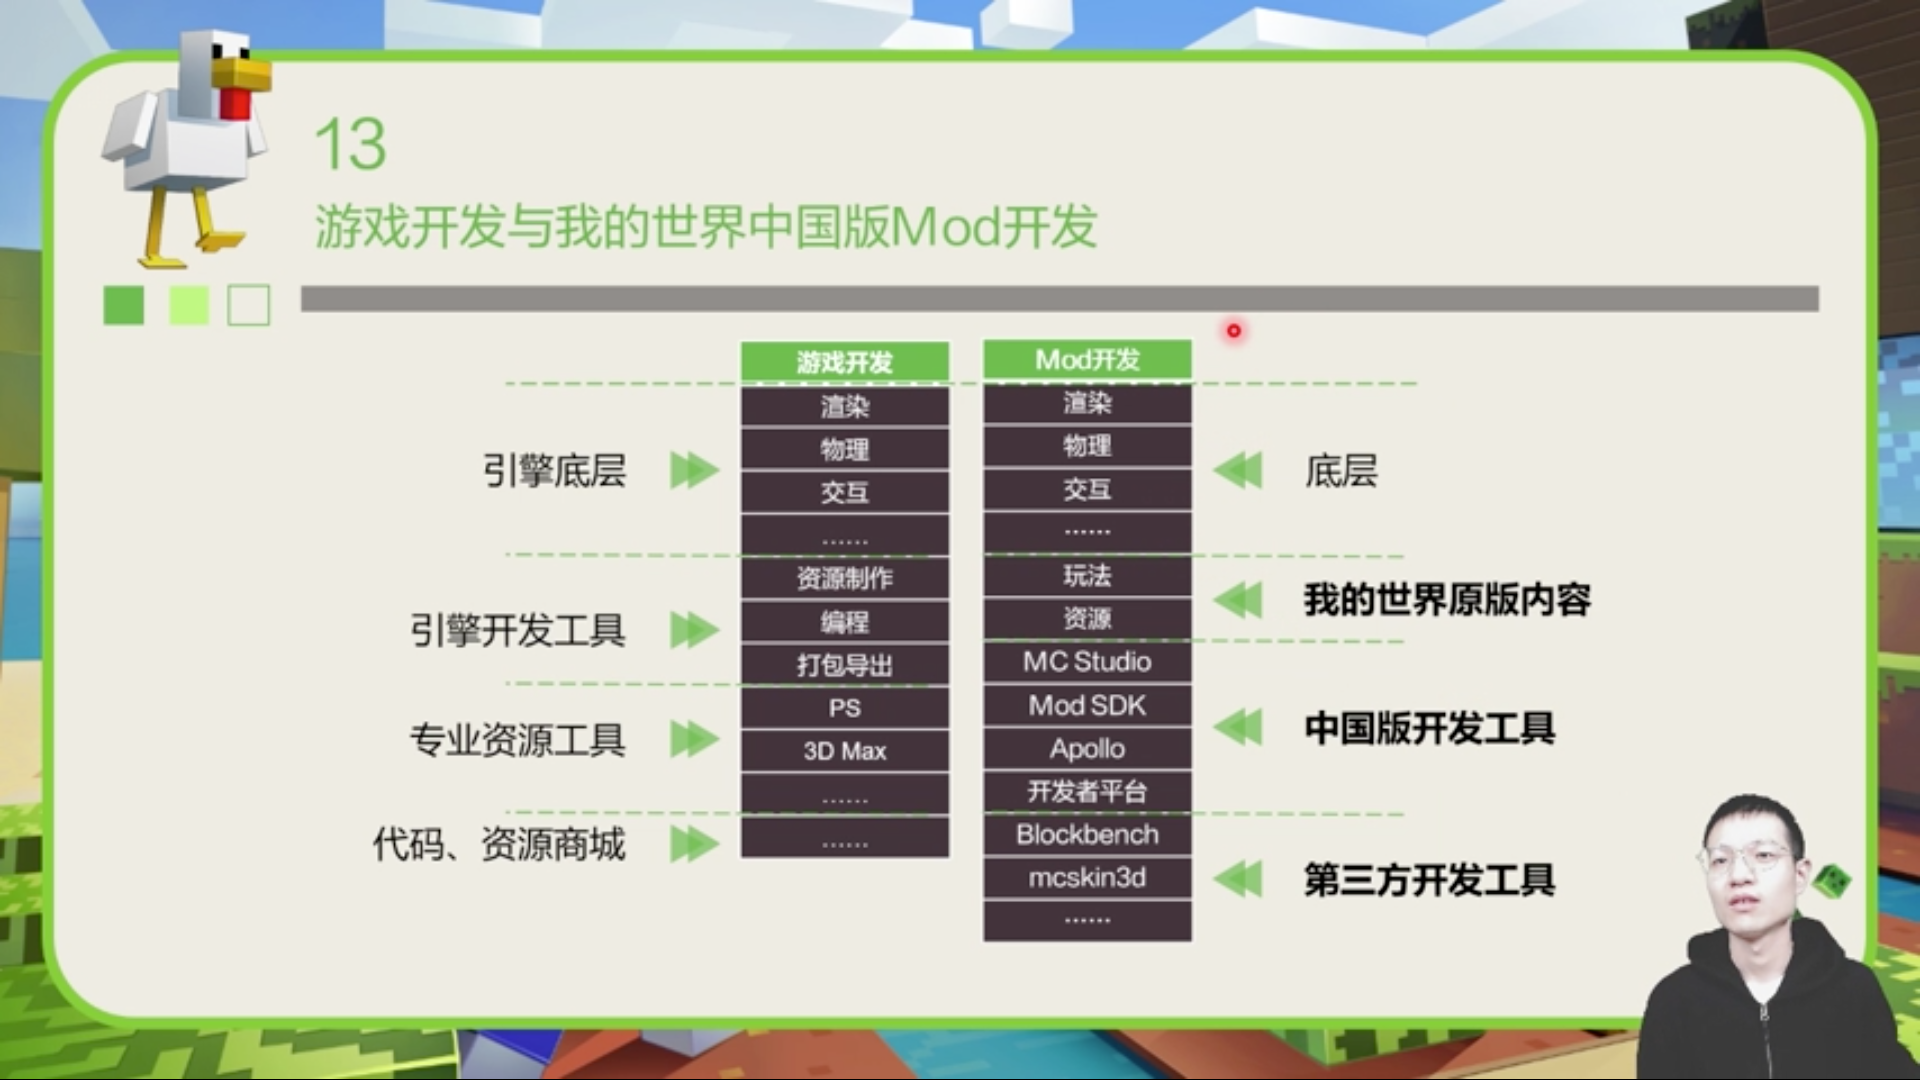 13
游戏开发与我的世界中国版Mod开发
游戏开发
渲染
物理
交互
......
资源制作
编程
打包导出
PS
3D Max
......
......
引擎底层
引擎开发工具
专业资源工具
代码、资源商城
Mod开发
渲染
物理
交互
......
玩法
资源
MC Studio
Mod SDK
Apollo
开发者平台
Blockbench
mcskin3d
......
底层
我的世界原版内容
中国版开发工具
第三方开发工具